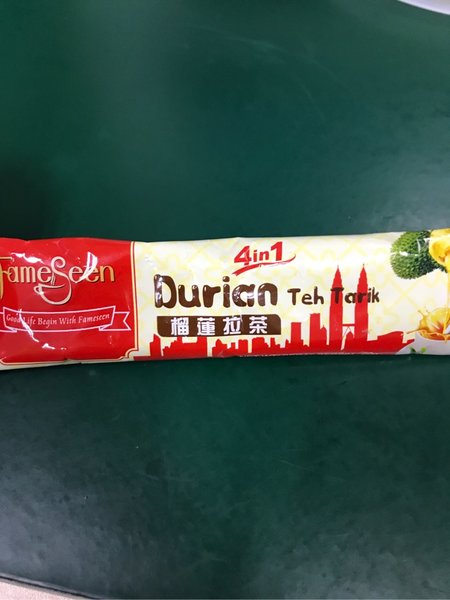 FameSeen
Good Life Begin With Fameseen
4in1
Durian Teh Tarik
榴蓮拉茶